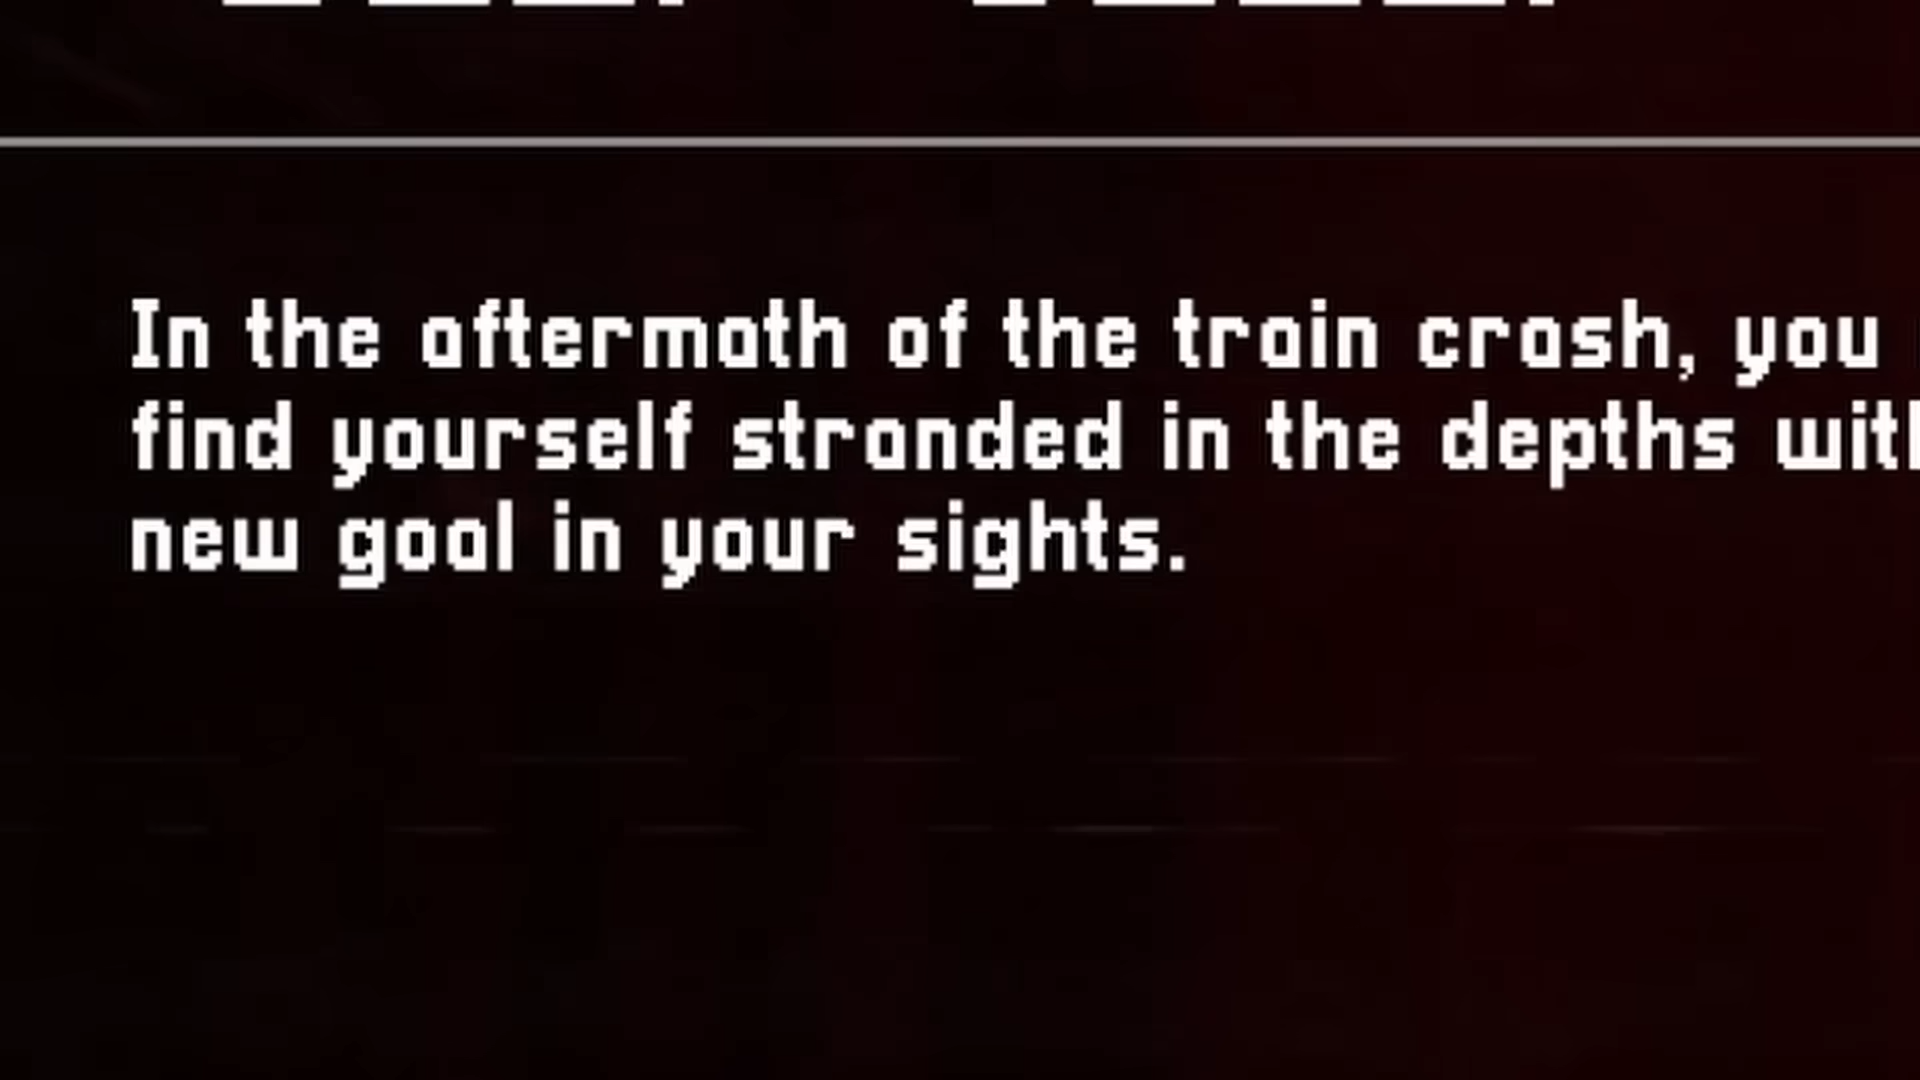 In the aftermath of the train crash, you
find yourself stranded in the depths
new goal in your sights.